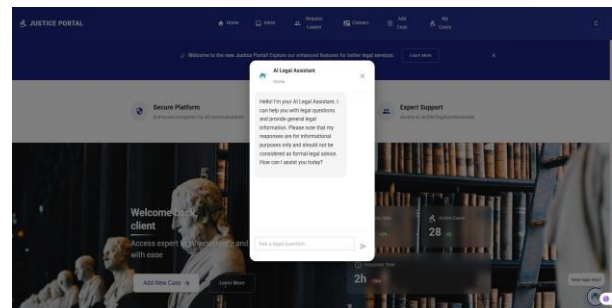 JUSTICE PORTAL
Home
Inbox
Request Lawyer
Contact
Add Case
My Cases
C
Welcome to the new Justice Portal! Explore our enhanced features for better legal services.
Learn More
AI Legal Assistant
Online
Secure Platform
Expert Support
Hello! I'm your AI Legal Assistant. I
can help you with legal questions
and provide general legal
information. Please note that my
responses are for informational
purposes only and should not be
considered as formal legal advice.
How can I assist you today?
Welcome back,
client
Access expert
and
with ease
Add New Case →
Learn More
Ask a legal question...
Active Cases
28
Response Time
2h
Need legal help?